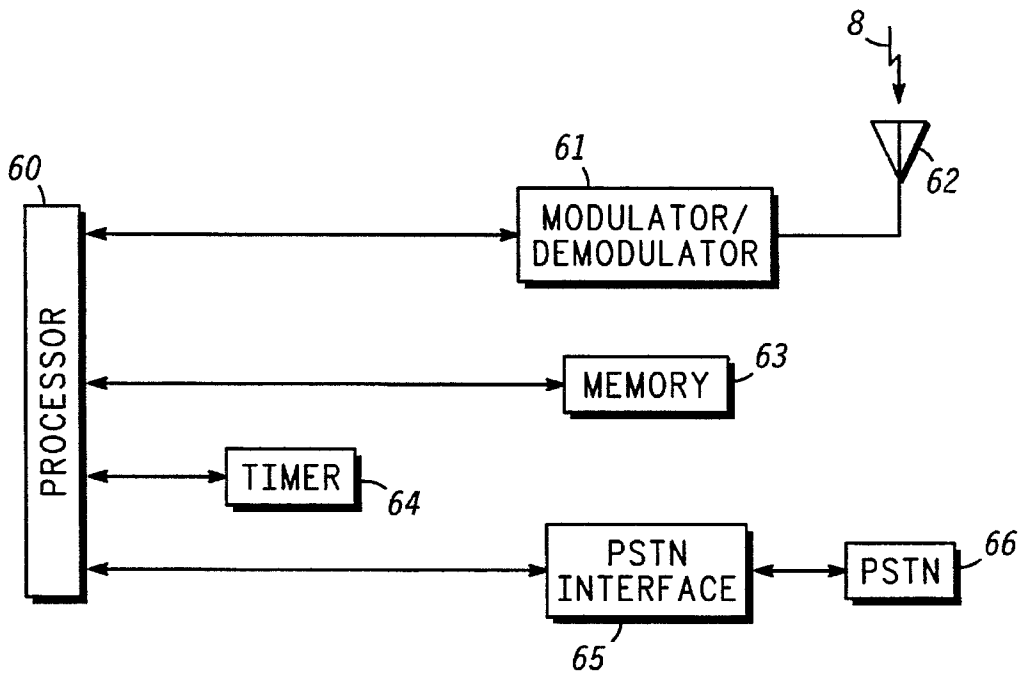 8
62
61
MODULATOR/
DEMODULATOR
60
PROCESSOR
MEMORY
63
TIMER
64
PSTN
INTERFACE
65
PSTN
66